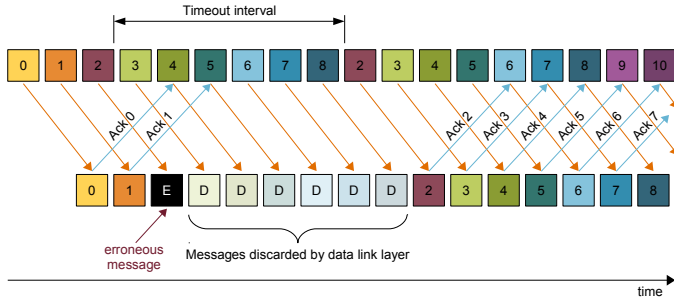 Timeout interval
0 1 2 3 4 5 6 7 8 2 3 4 5 6 7 8 9 10
Ack 0 Ack 1 Ack 2 Ack 3 Ack 4 Ack 5 Ack 6 Ack 7
0 1 E D D D D D D 2 3 4 5 6 7 8
erroneous
message
Messages discarded by data link layer
time